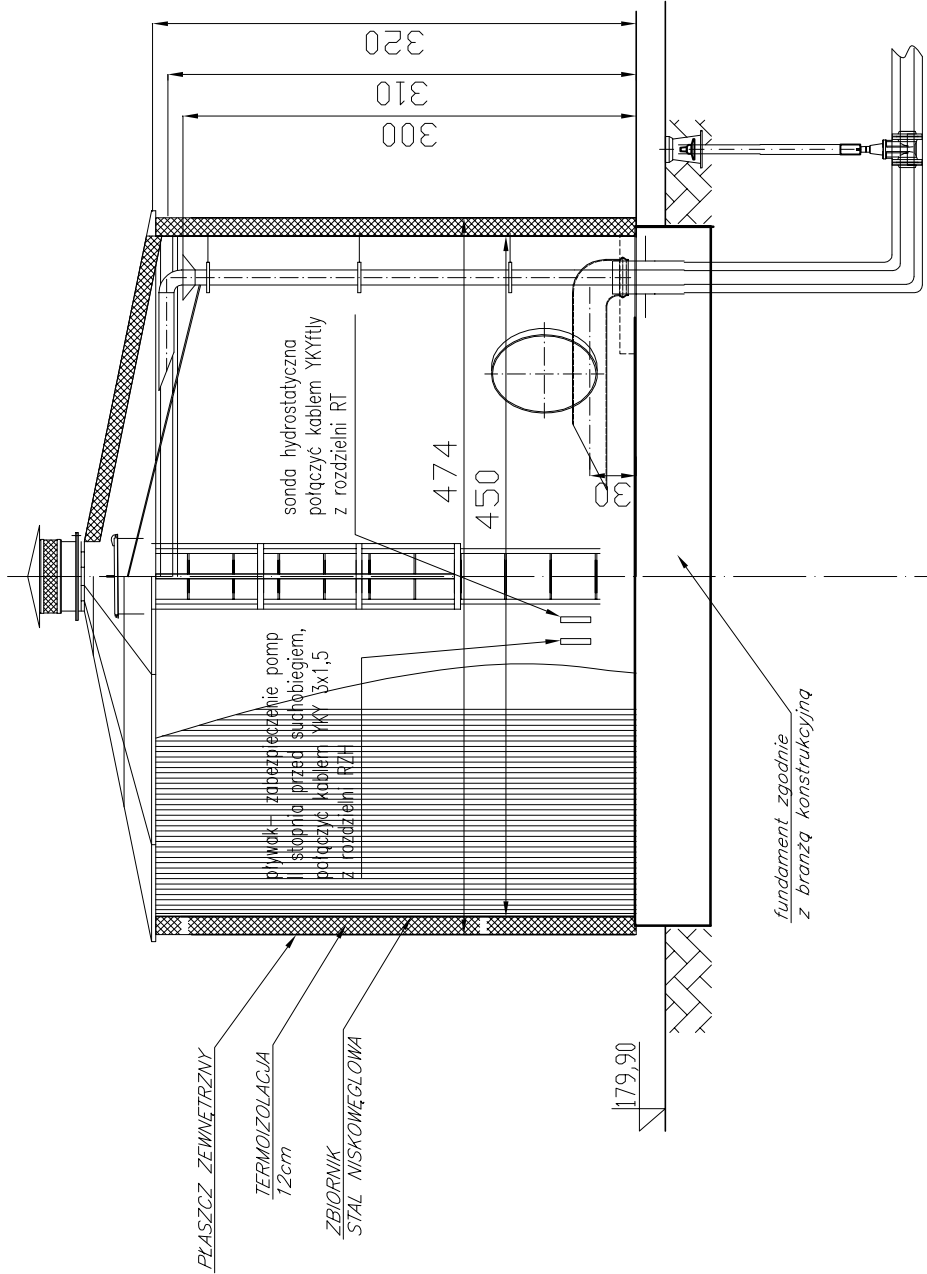 320
310
300
sonda hydrostatyczna
połączyć kablem YKYftly
z rozdzielni RT
474
450
30
pływak- zabezpieczenie pomp
II stopnia przed suchobiegiem,
połączyć kablem YKY 3x1,5
z rozdzielni RZH
fundament zgodnie
z branżą konstrukcyjną
PŁASZCZ ZEWNĘTRZNY
TERMOIZOLACJA
12cm
ZBIORNIK
STAL NISKOWĘGLOWA
179,90